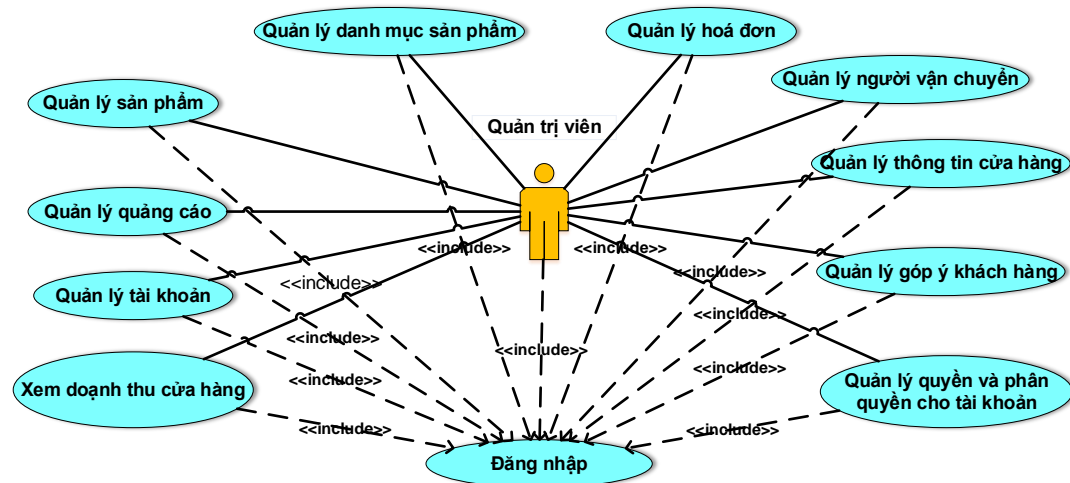 Quản lý danh mục sản phẩm
Quản lý hoá đơn
Quản lý người vận chuyển
Quản lý sản phẩm
Quản trị viên
Quản lý thông tin cửa hàng
Quản lý quảng cáo
<<include>>
<<include>>
<<include>>
Quản lý góp ý khách hàng
<<include>>
Quản lý tài khoản
<<include>>
<<include>>
<<include>>
<<include>>
<<include>>
<<include>>
Xem doạnh thu cửa hàng
Quản lý quyền và phân
quyền cho tài khoản
<<include>>
<<include>>
Đăng nhập